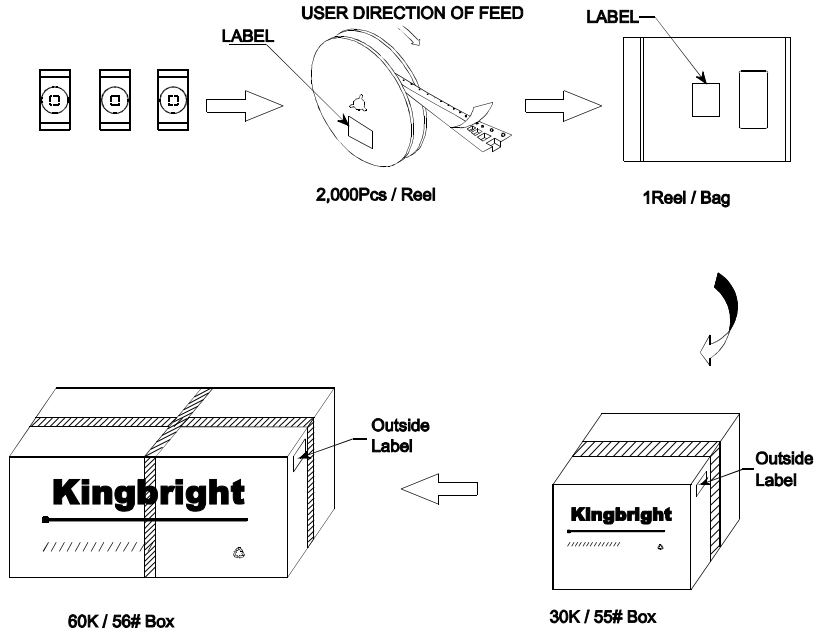 USER DIRECTION OF FEED
LABEL
LABEL
2,000Pcs / Reel
1Reel / Bag
Outside
Label
Outside
Label
Kingbright
Kingbright
60K / 56# Box
30K / 55# Box